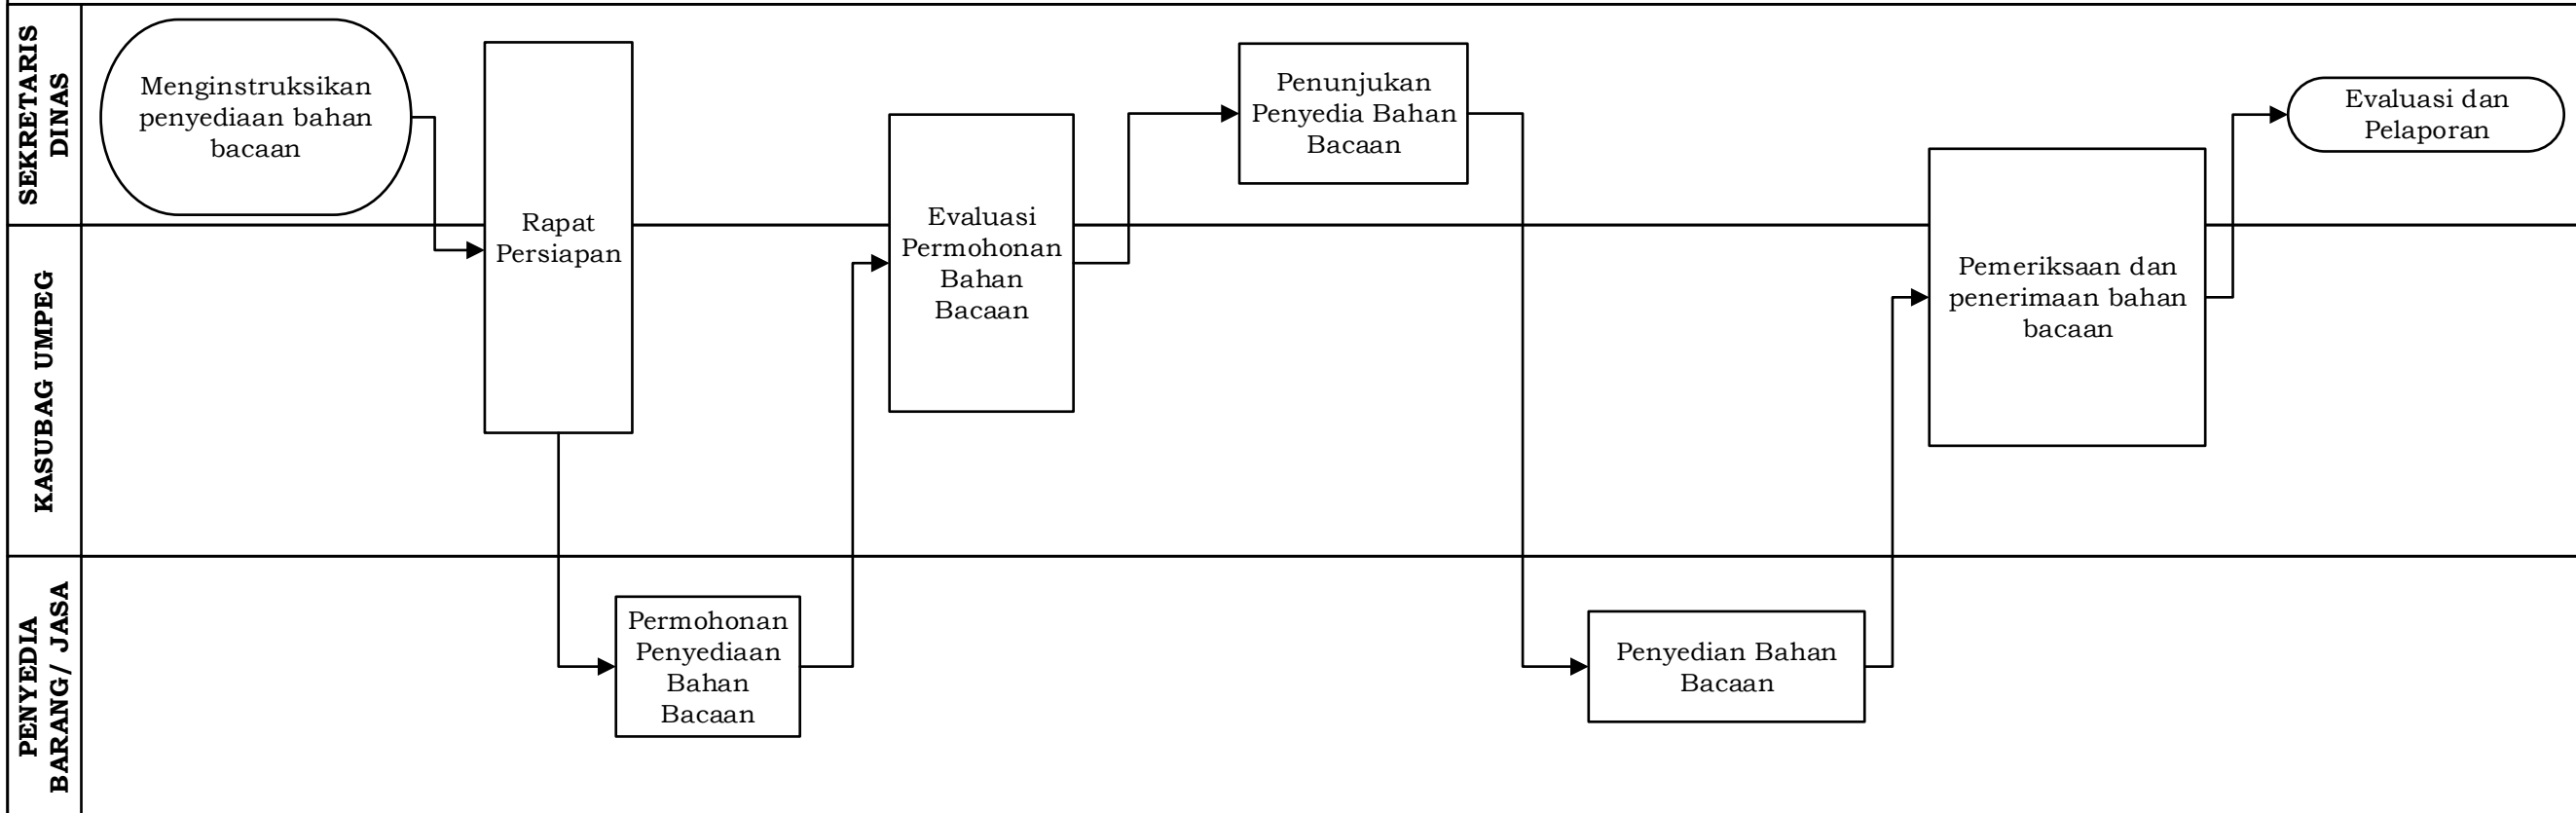 SEKRETARIS
DINAS
Menginstruksikan
penyediaan bahan
bacaan
Rapat
Persiapan
Evaluasi
Permohonan
Bahan
Bacaan
Penunjukan
Penyedia Bahan
Bacaan
Pemeriksaan dan
penerimaan bahan
bacaan
Evaluasi dan
Pelaporan
KASUBAG UMPEG
PENYEDIA
BARANG/ JASA
Permohonan
Penyediaan
Bahan
Bacaan
Penyedian Bahan
Bacaan